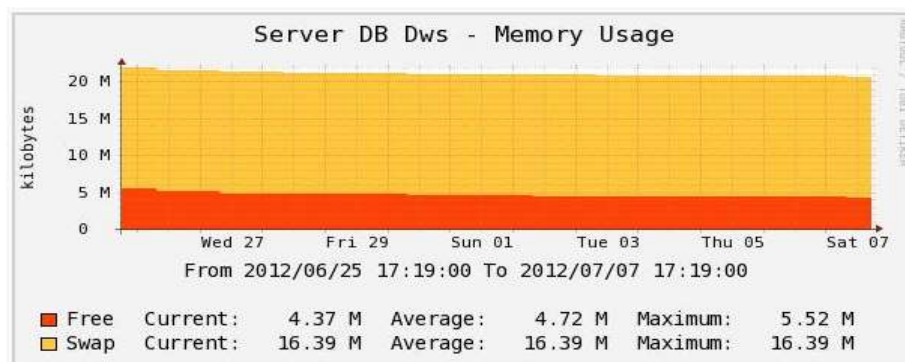 Server DB Dws - Memory Usage
kilobytes
20 M
15 M
10 M
5 M
0
Wed 27 Fri 29 Sun 01 Tue 03 Thu 05 Sat 07
From 2012/06/25 17:19:00 To 2012/07/07 17:19:00
Free Current: 4.37 M Average: 4.72 M Maximum: 5.52 M
Swap Current: 16.39 M Average: 16.39 M Maximum: 16.39 M